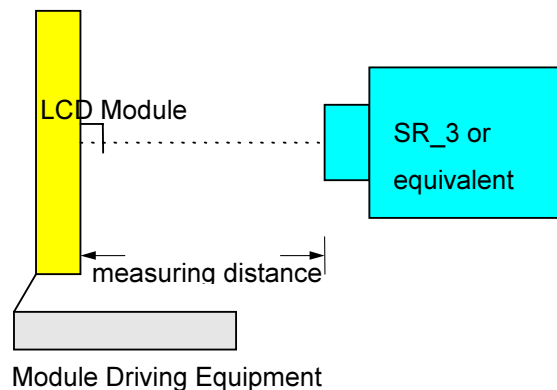 LCD Module
SR_3 or
equivalent
measuring distance
Module Driving Equipment